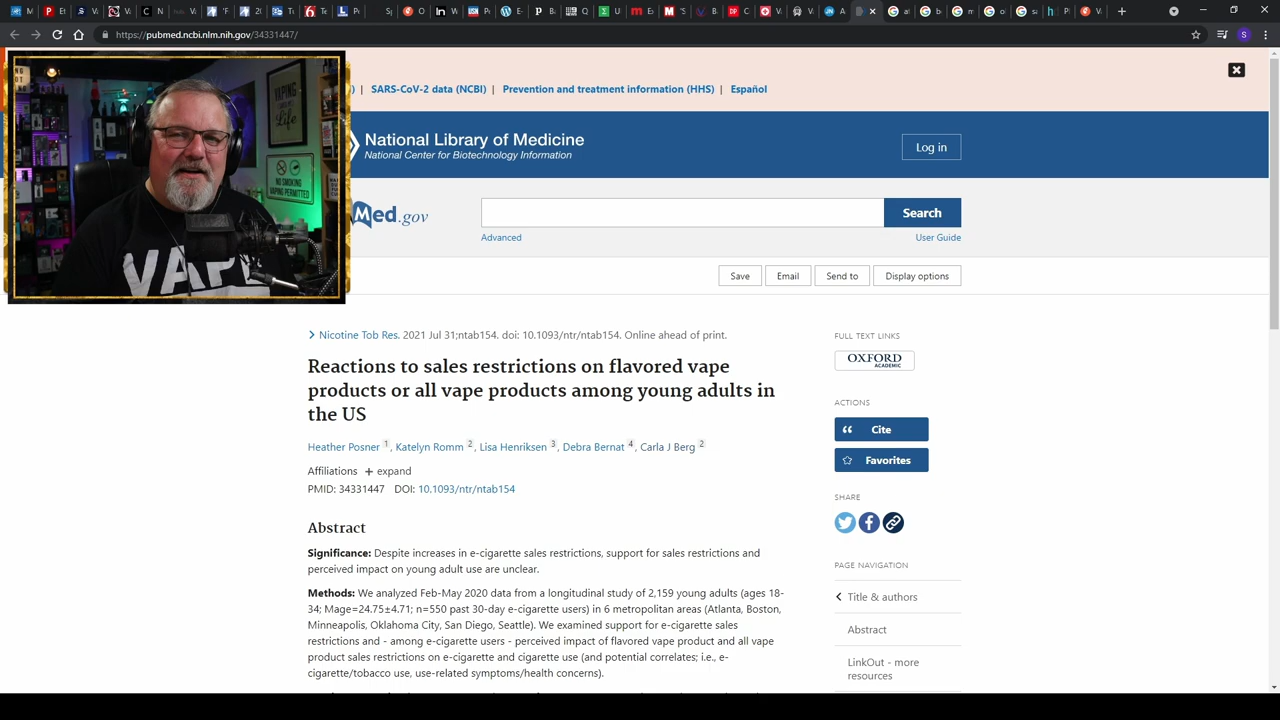 https://pubmed.ncbi.nlm.nih.gov/34331447/
) | SARS-CoV-2 data (NCBI) | Prevention and treatment information (HHS) | Español
National Library of Medicine
National Center for Biotechnology Information
Log in
Med.gov
Search
Advanced
User Guide
Save
Email
Send to
Display options
VAPING
Life
NO SMOKING
VAPING PERMITTED
VAPE
Nicotine Tob Res. 2021 Jul 31;ntab154. doi: 10.1093/ntr/ntab154. Online ahead of print.
Reactions to sales restrictions on flavored vape
products or all vape products among young adults in
the US
Heather Posner 1, Katelyn Romm 2, Lisa Henriksen 3, Debra Bernat 4, Carla J Berg 2
Affiliations + expand
PMID: 34331447 DOI: 10.1093/ntr/ntab154
Abstract
Significance: Despite increases in e-cigarette sales restrictions, support for sales restrictions and
perceived impact on young adult use are unclear.
Methods: We analyzed Feb-May 2020 data from a longitudinal study of 2,159 young adults (ages 18-
34; Mage=24.75±4.71; n=550 past 30-day e-cigarette users) in 6 metropolitan areas (Atlanta, Boston,
Minneapolis, Oklahoma City, San Diego, Seattle). We examined support for e-cigarette sales
restrictions and - among e-cigarette users - perceived impact of flavored vape product and all vape
product sales restrictions on e-cigarette and cigarette use (and potential correlates; i.e., e-
cigarette/tobacco use, use-related symptoms/health concerns).
FULL TEXT LINKS
OXFORD
ACADEMIC
ACTIONS
Cite
Favorites
SHARE
PAGE NAVIGATION
Title & authors
Abstract
LinkOut - more
resources